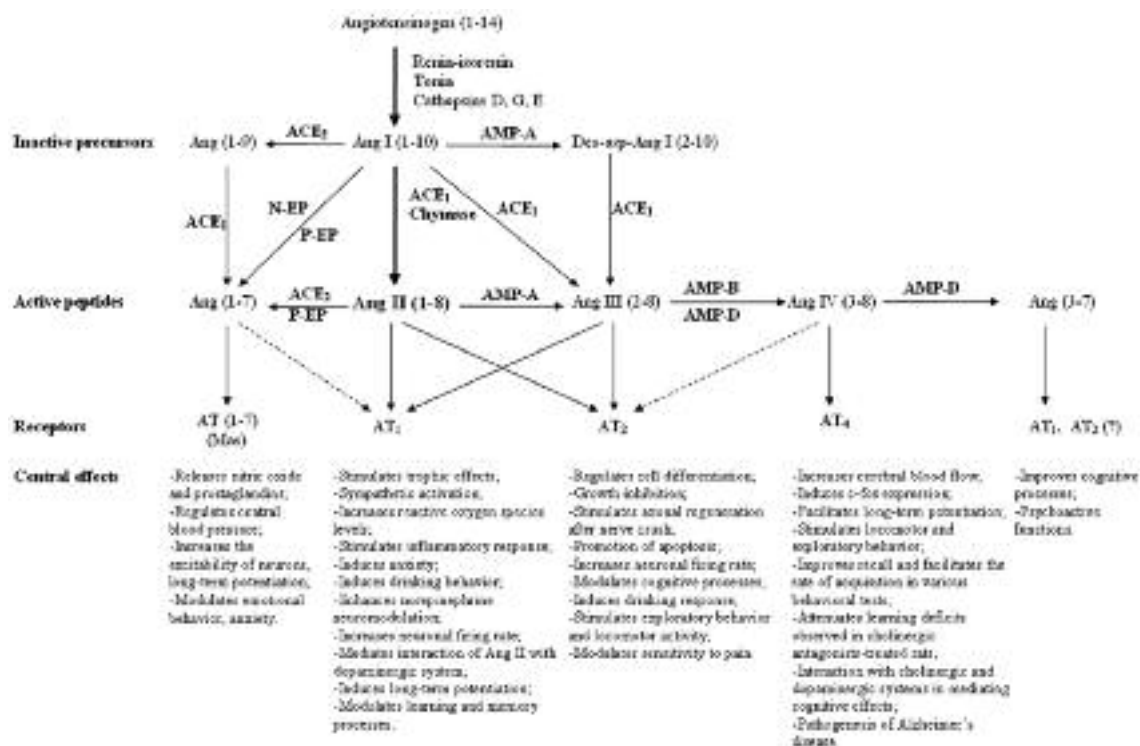 Angiotensinogen (1-14)
Renin-isorenin
Tonin
Cathepsins D, G, E
Inactive precursors
Ang (1-9)
ACE2
Ang I (1-10)
AMP-A
Des-asp-Ang I (2-10)
ACE1
N-EP
P-EP
ACE1
Chymase
ACE1
ACE1
Active peptides
Ang (1-7)
ACE2
P-EP
Ang II (1-8)
AMP-A
Ang III (2-8)
AMP-B
AMP-D
Ang IV (3-8)
AMP-D
Ang (3-7)
Receptors
AT (1-7)
(Mas)
AT1
AT2
AT4
AT1, AT2 (?)
Central effects
-Releases nitric oxide
and prostaglandins;
-Regulates central
blood pressure;
-Increases the
excitability of neurons,
long-term potentiation,
-Modulates emotional
behavior, anxiety.
-Stimulates trophic effects,
-Sympathetic activation,
-Increases reactive oxygen species
levels;
-Stimulates inflammatory response;
-Induces anxiety;
-Induces drinking behavior;
-Enhances norepinephrine
neuromodulation;
-Increases neuronal firing rate;
-Mediates interaction of Ang II with
dopaminergic system,
-Induces long-term potentiation;
-Modulates learning and memory
processes.
-Regulates cell differentiation;
-Growth inhibition;
-Stimulates axonal regeneration
after nerve crush,
-Promotion of apoptosis;
-Increases neuronal firing rate;
-Modulates cognitive processes,
-Induces drinking response,
-Stimulates exploratory behavior
and locomotor activity;
-Modulates sensitivity to pain
-Increases cerebral blood flow,
-Induces c-fos expression;
-Facilitates long-term potentiation;
-Stimulates locomotor and
exploratory behavior;
-Improves recall and facilitates the
rate of acquisition in various
behavioral tests;
-Attenuates learning deficits
observed in cholinergic
antagonists-treated rats,
-Interaction with cholinergic and
dopaminergic systems in mediating
cognitive effects;
-Pathogenesis of Alzheimer's
disease
-Improves cognitive
processes;
-Psychoactive
functions.